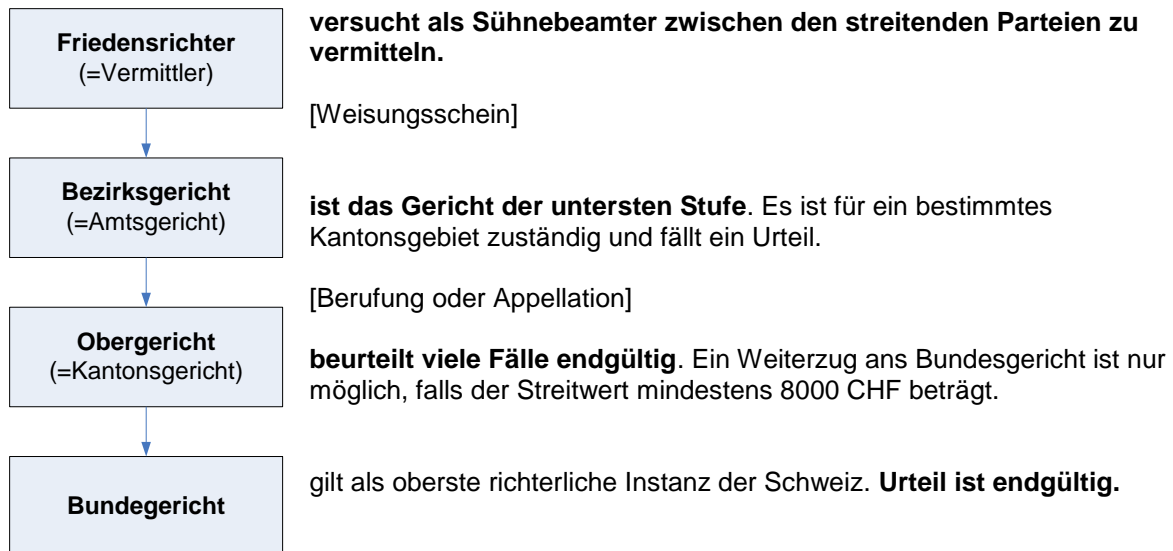 Friedensrichter
(=Vermittler)
versucht als Sühnebeamter zwischen den streitenden Parteien zu
vermitteln.
[Weisungsschein]
Bezirksgericht
(=Amtsgericht)
ist das Gericht der untersten Stufe. Es ist für ein bestimmtes
Kantonsgebiet zuständig und fällt ein Urteil.
[Berufung oder Appellation]
Obergericht
(=Kantonsgericht)
beurteilt viele Fälle endgültig. Ein Weiterzug ans Bundesgericht ist nur
möglich, falls der Streitwert mindestens 8000 CHF beträgt.
Bundegericht
gilt als oberste richterliche Instanz der Schweiz. Urteil ist endgültig.